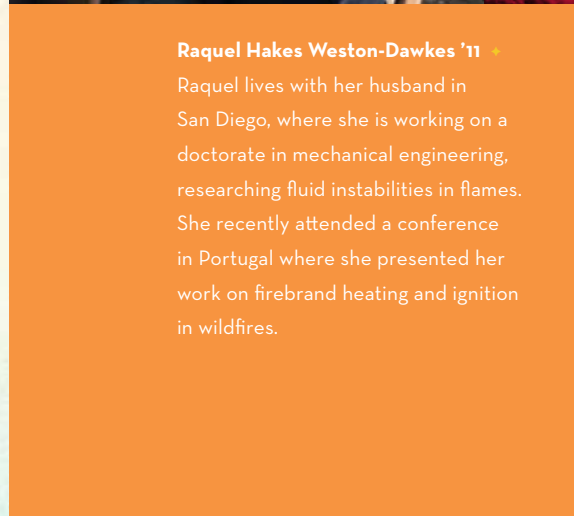 Raquel Hakes Weston-Dawkes ’11 +
Raquel lives with her husband in
San Diego, where she is working on a
doctorate in mechanical engineering,
researching fluid instabilities in flames.
She recently attended a conference
in Portugal where she presented her
work on firebrand heating and ignition
in wildfires.